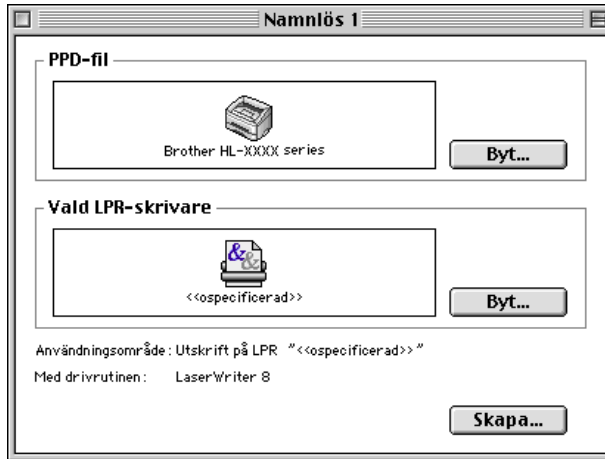 Namnlös 1
PPD-fil
Brother HL-XXXX series
Byt...
Vald LPR-skrivare
<<ospecificerad>>
Byt...
Användningsområde: Utskrift på LPR "<<ospecificerad>>"
Med drivrutinen: LaserWriter 8
Skapa...